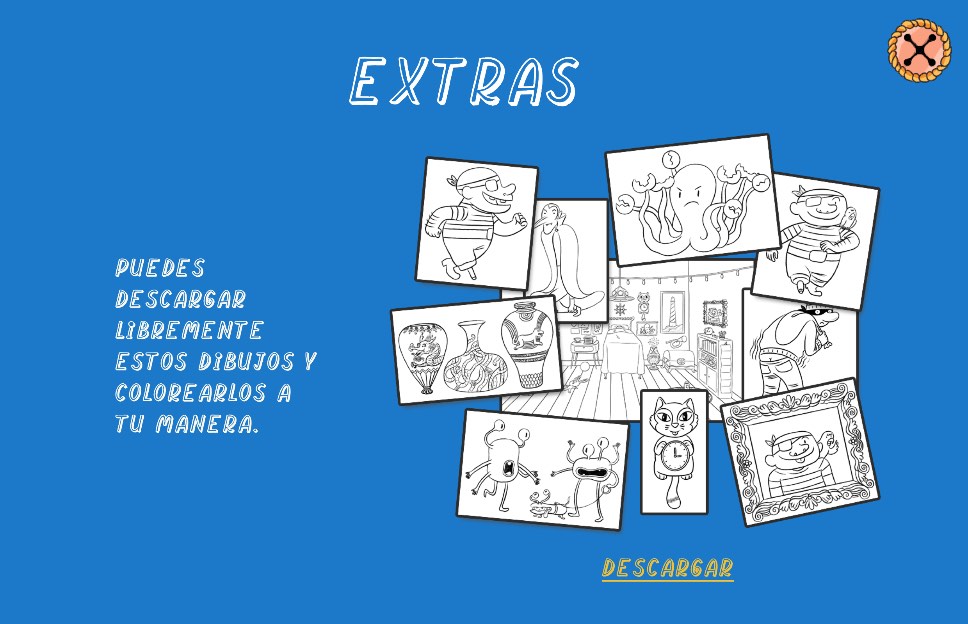 EXTRAS
PUEDES
DESCARGAR
LIBREMENTE
ESTOS DIBUJOS Y
COLOREARLOS A
TU MANERA.
DESCARGAR